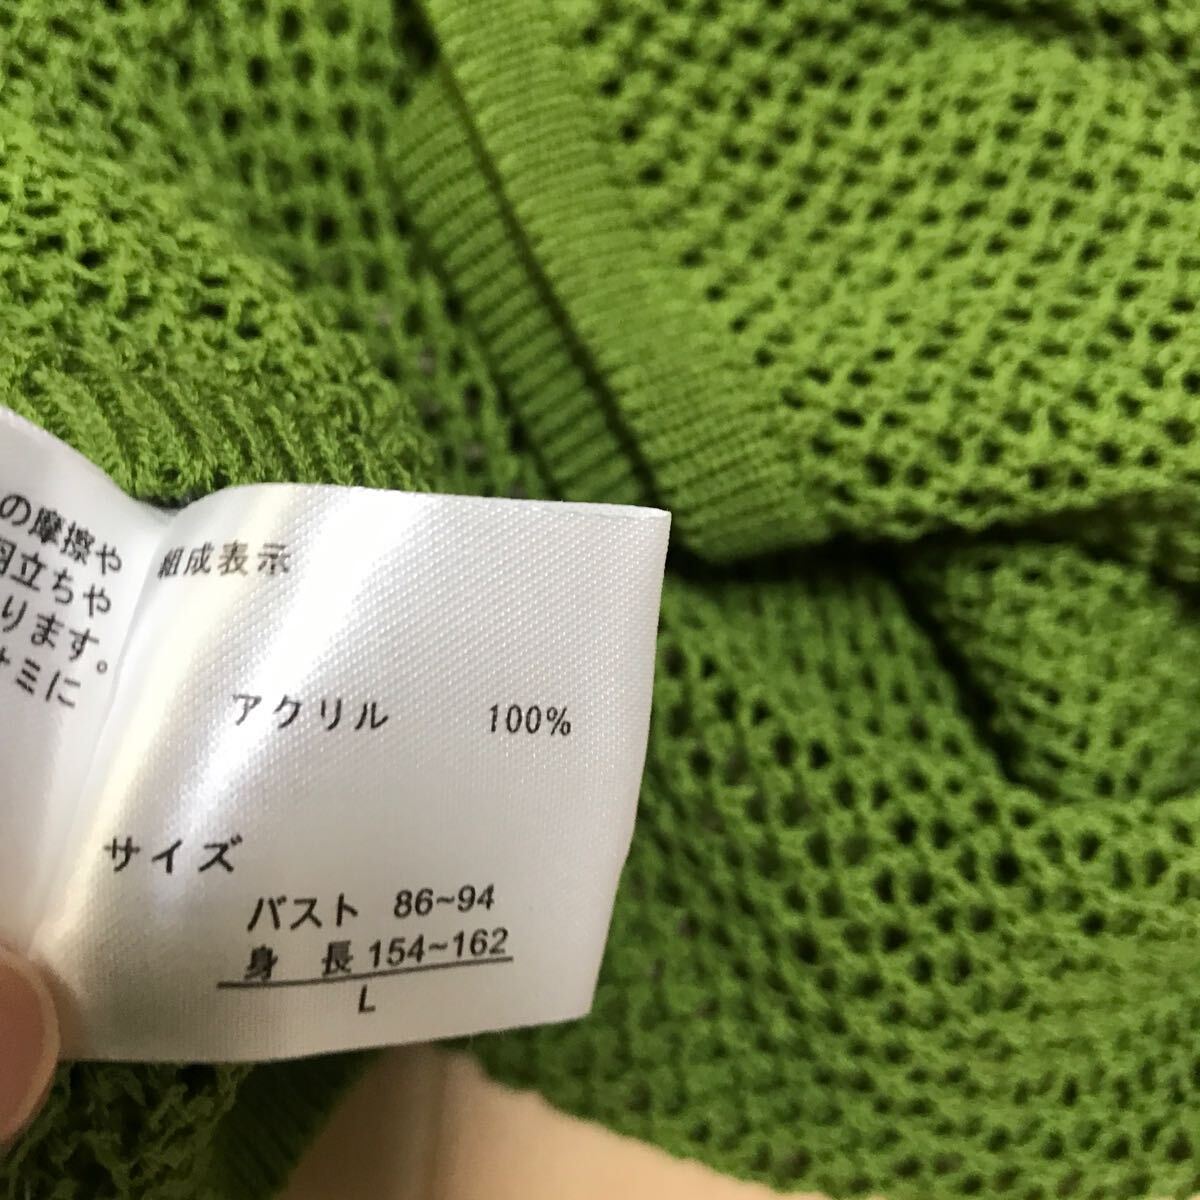 の摩擦や
立ちや
ります。
ミに
組成表示
アクリル 100%
サイズ
バスト 86~94
身 長 154~162
L